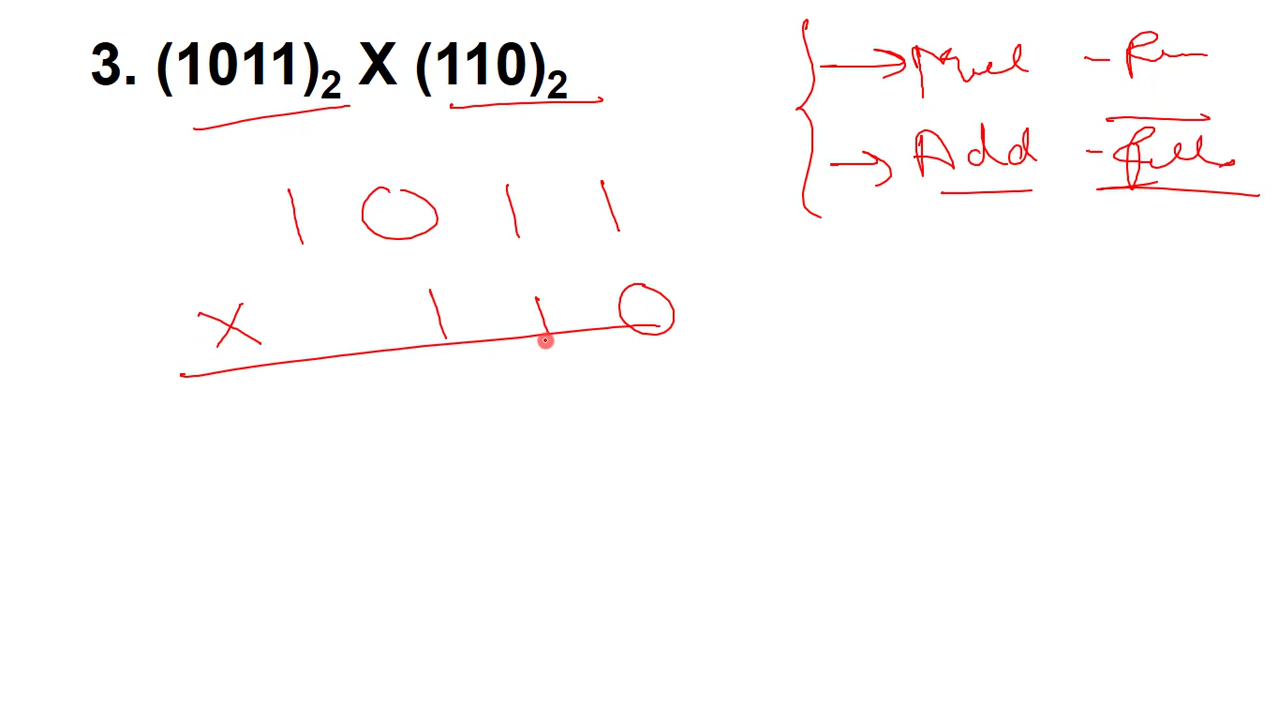 3. (1011)₂ X (110)₂
→ Mul -
→ Add -
1 0 1 1
X 1 1 0